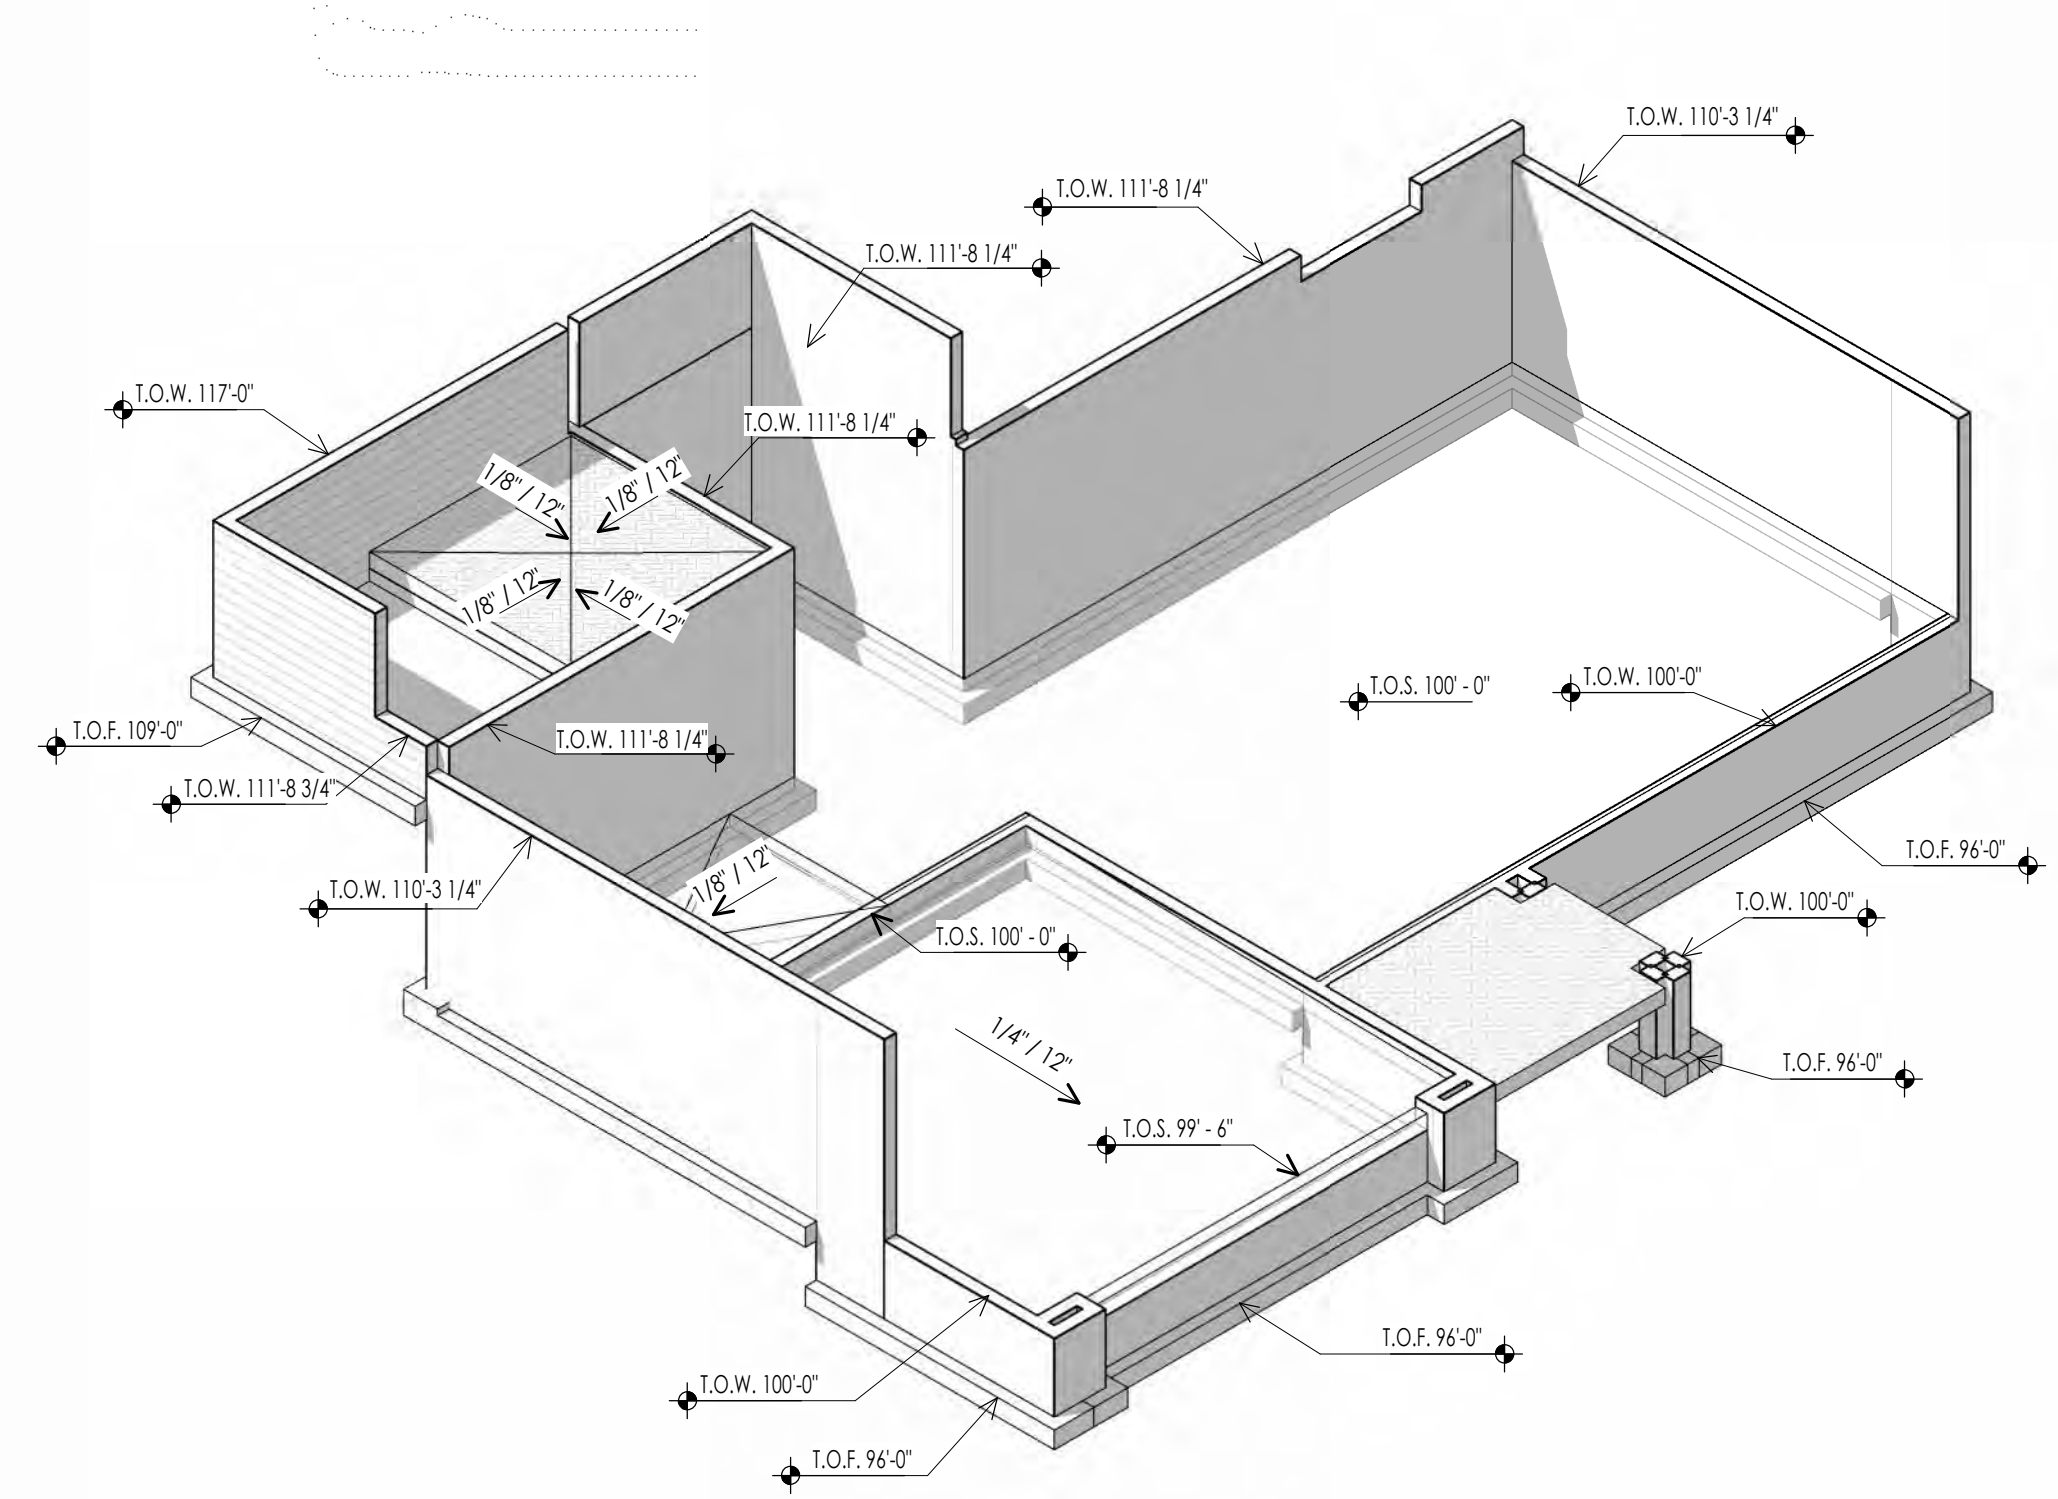 T.O.W. 110'-3 1/4"
T.O.W. 111'-8 1/4"
T.O.W. 111'-8 1/4"
T.O.W. 117'-0"
T.O.W. 111'-8 1/4"
1/8" / 12"
1/8" / 12"
1/8" / 12"
1/8" / 12"
T.O.S. 100' - 0"
T.O.W. 100'-0"
T.O.F. 109'-0"
T.O.W. 111'-8 1/4"
T.O.W. 111'-8 3/4"
T.O.F. 96'-0"
1/8" / 12"
T.O.W. 110'-3 1/4"
T.O.W. 100'-0"
T.O.S. 100' - 0"
1/4" / 12"
T.O.F. 96'-0"
T.O.S. 99' - 6"
T.O.F. 96'-0"
T.O.W. 100'-0"
T.O.F. 96'-0"